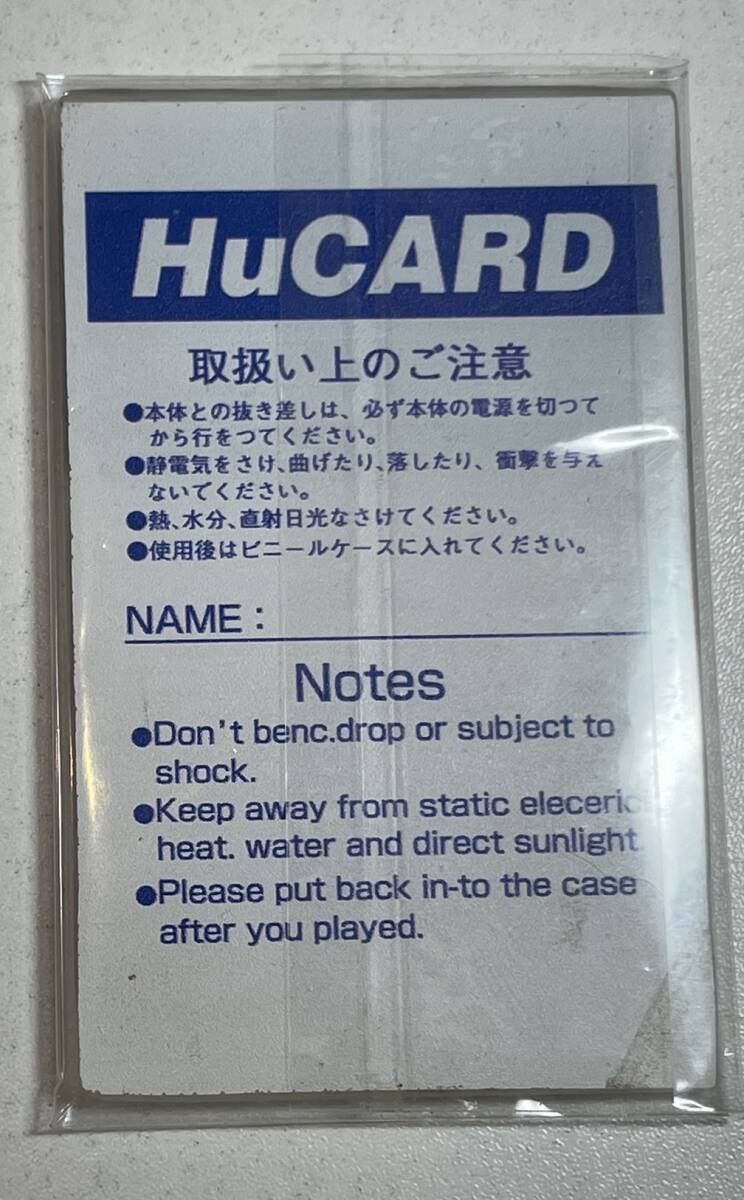 HuCARD
取扱い上のご注意
●本体との抜き差しは、必ず本体の電源を切つて
から行をつてください。
●静電気をさけ、曲げたり、落したり、衝撃を与え
ないでください。
●熱、水分、直射日光なさけてください。
●使用後はビニールケースに入れてください。
NAME:
Notes
●Don't benc.drop or subject to
shock.
●Keep away from static eleceric
heat. water and direct sunlight.
●Please put back in-to the case
after you played.